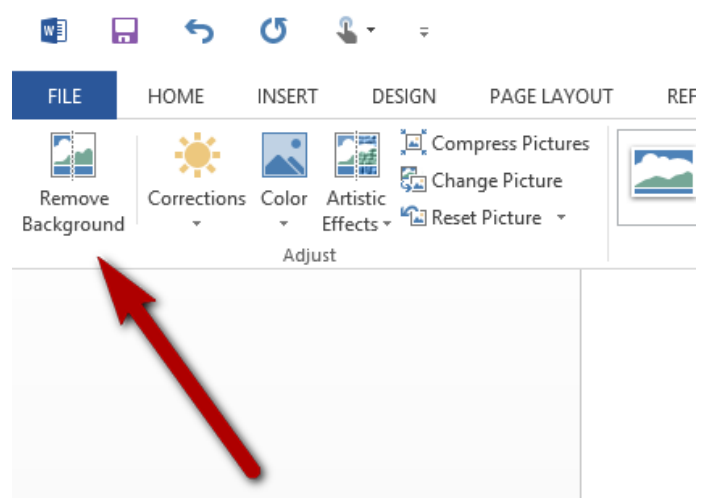 W
FILE HOME INSERT DESIGN PAGE LAYOUT REF
Remove
Background
Corrections
Color
Artistic
Effects
Compress Pictures
Change Picture
Reset Picture
Adjust